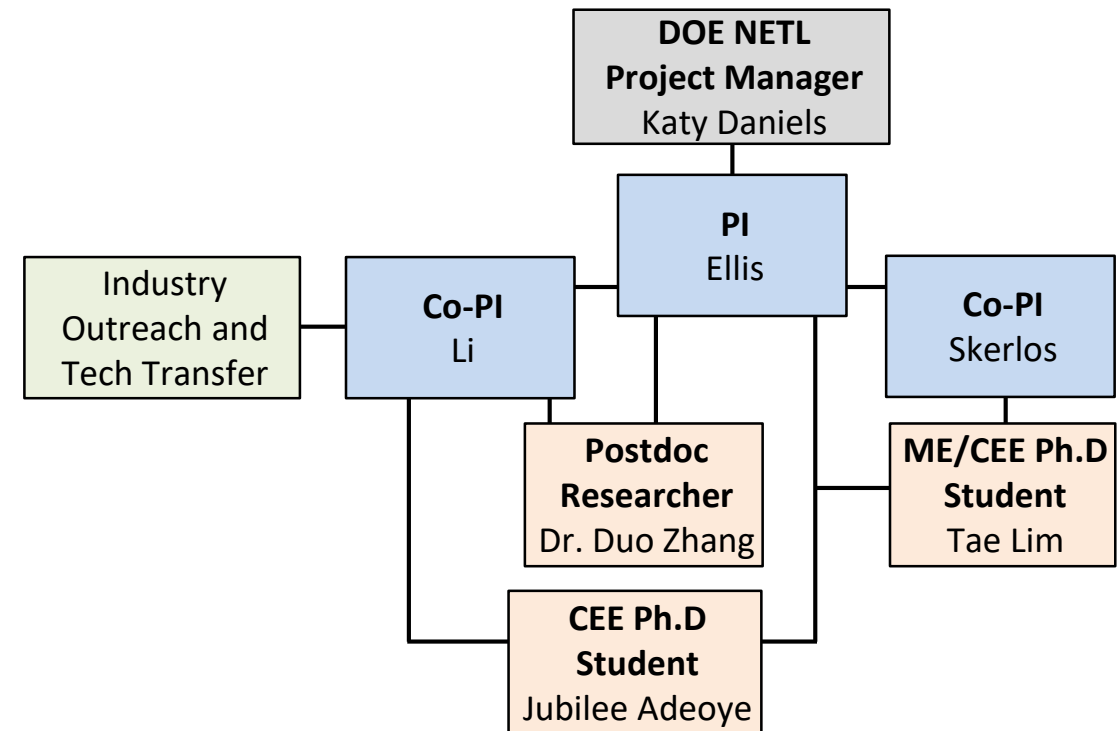 DOE NETL
Project Manager
Katy Daniels
PI
Ellis
Industry
Outreach and
Tech Transfer
Co-PI
Li
Co-PI
Skerlos
Postdoc
Researcher
Dr. Duo Zhang
ME/CEE Ph.D
Student
Tae Lim
CEE Ph.D
Student
Jubilee Adeoye